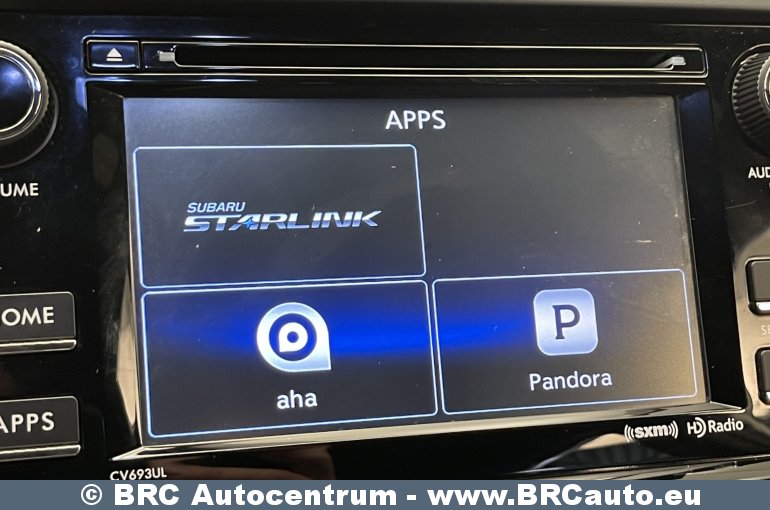 APPS
UME
AUD
SUBARU
STARLINK
OME
P
aha
Pandora
APPS
((sxm)) HD Radio
CV693UL
© BRC Autocentrum - www.BRCauto.eu